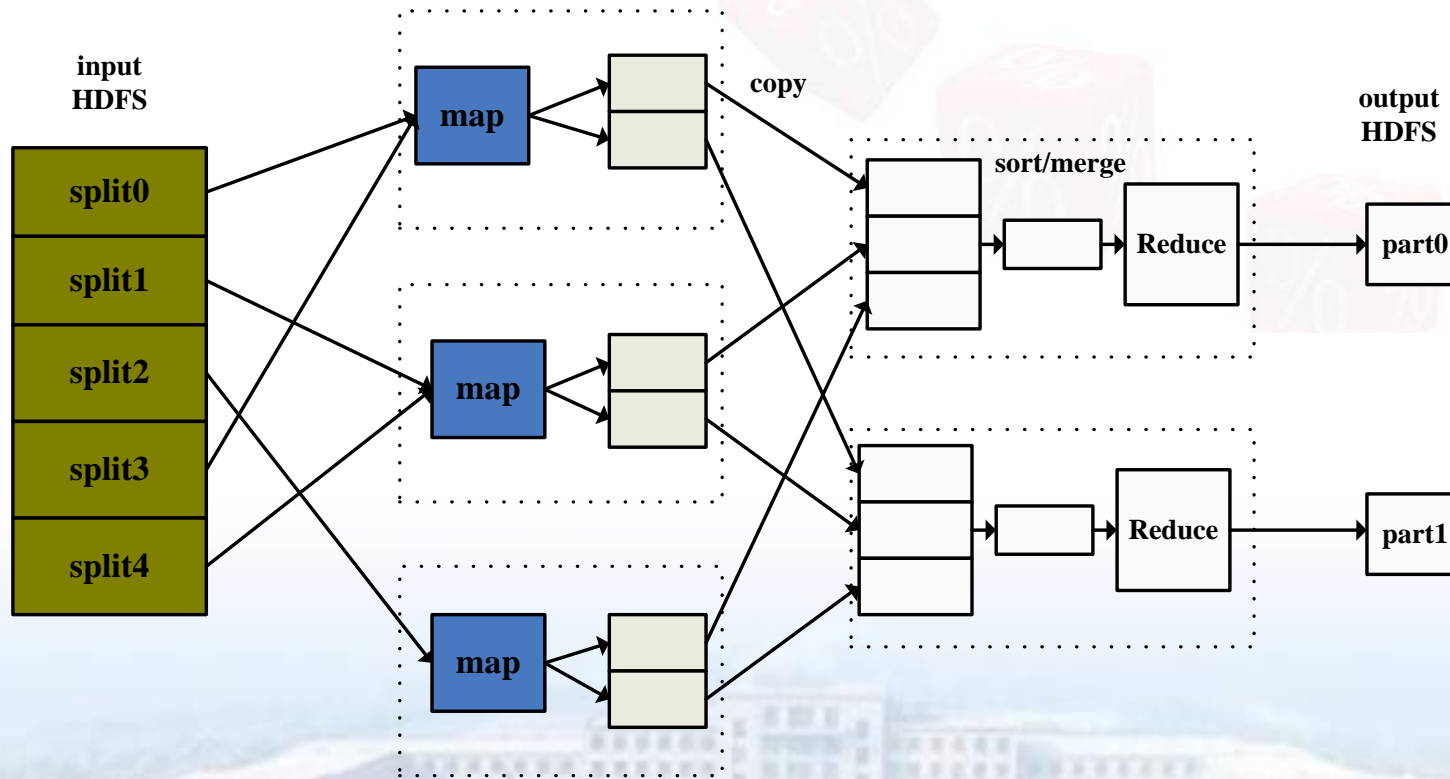 input
HDFS
split0
split1
split2
split3
split4
map
map
map
copy
sort/merge
Reduce
Reduce
output
HDFS
part0
part1